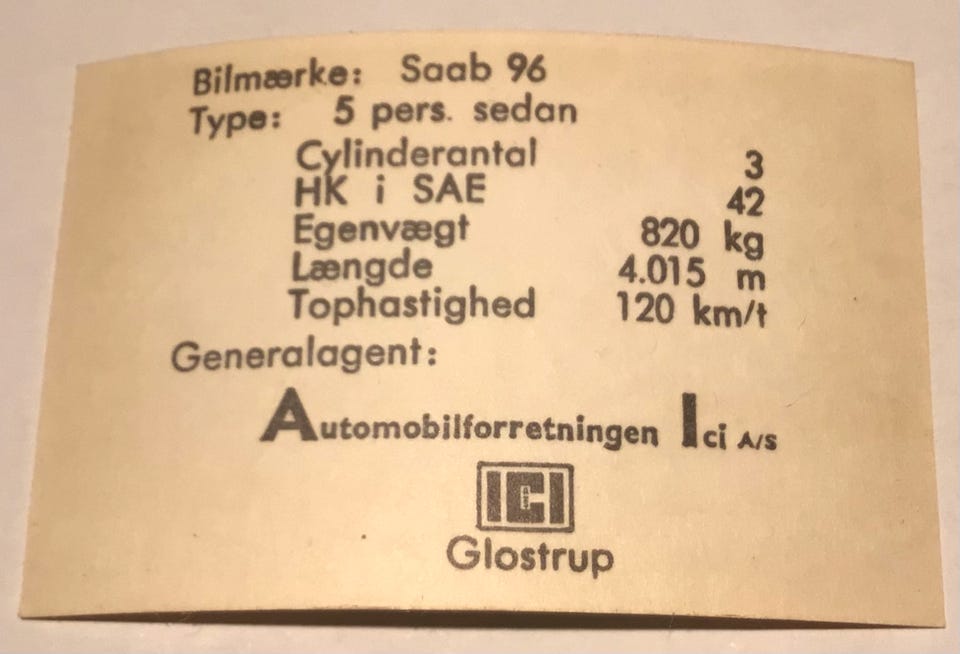 Bilmærke: Saab 96
Type: 5 pers. sedan
Cylinderantal 3
HK i SAE 42
Egenvægt 820 kg
Længde 4.015 m
Tophastighed 120 km/t
Generalagent:
Automobilforretningen Ici A/S
ICI
Glostrup